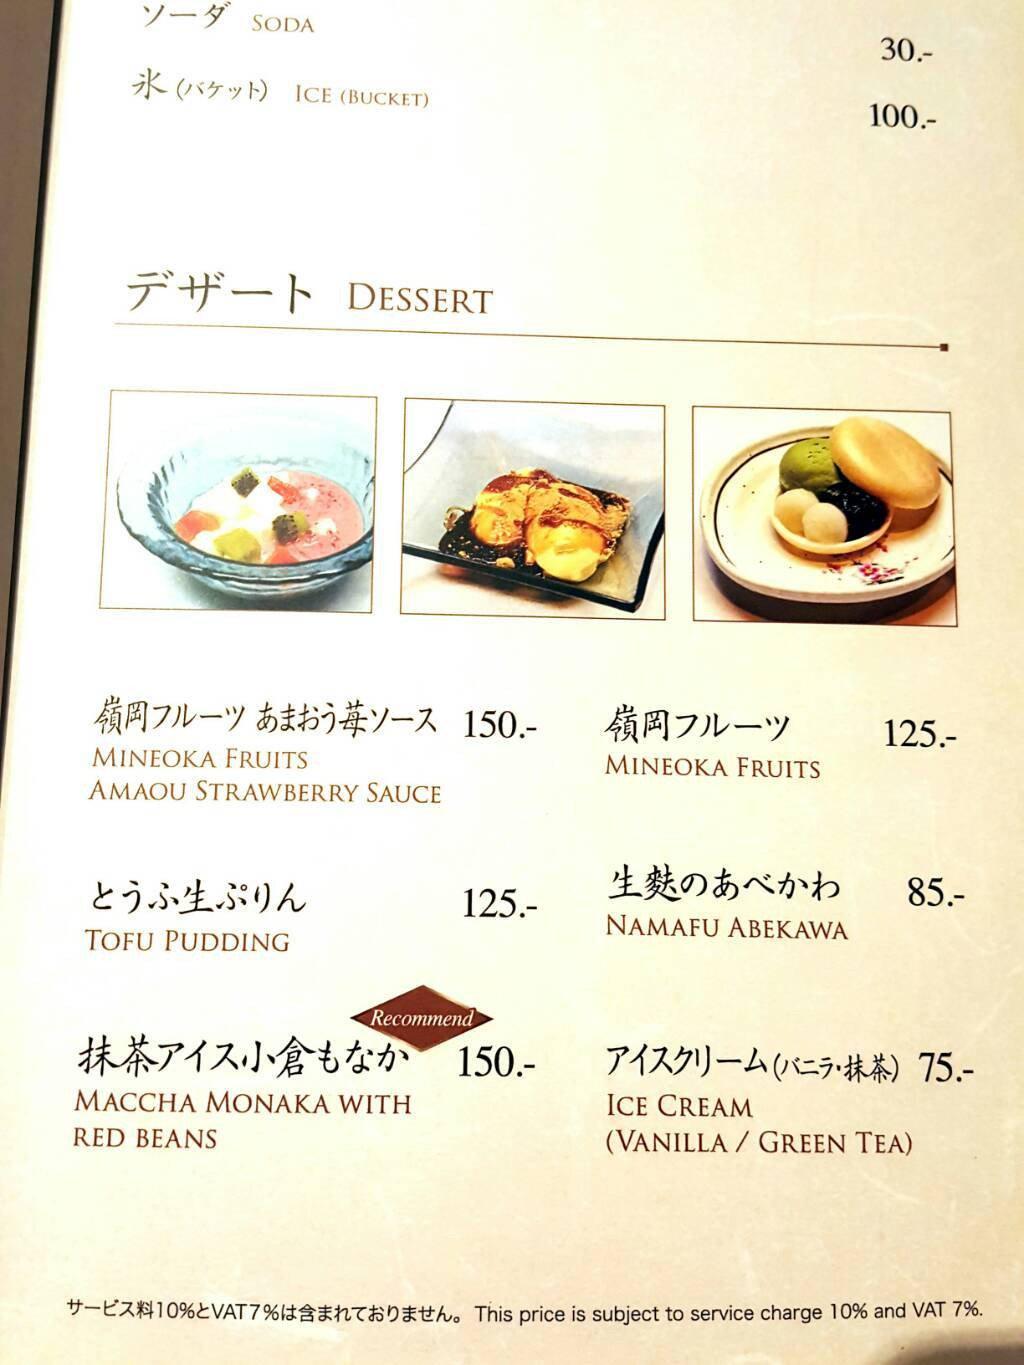 ソーダ SODA 30.-
氷(バケット) ICE (BUCKET) 100.-
デザート DESSERT
嶺岡フルーツ あまおう苺ソース 150.-
MINEOKA FRUITS
AMAOU STRAWBERRY SAUCE
嶺岡フルーツ 125.-
MINEOKA FRUITS
とうふ生ぷりん 125.-
TOFU PUDDING
生麩のあべかわ 85.-
NAMAFU ABEKAWA
Recommend
抹茶アイス小倉もなか 150.-
MACCHA MONAKA WITH
RED BEANS
アイスクリーム(バニラ・抹茶) 75.-
ICE CREAM
(VANILLA / GREEN TEA)
サービス料10%とVAT7%は含まれておりません。 This price is subject to service charge 10% and VAT 7%.